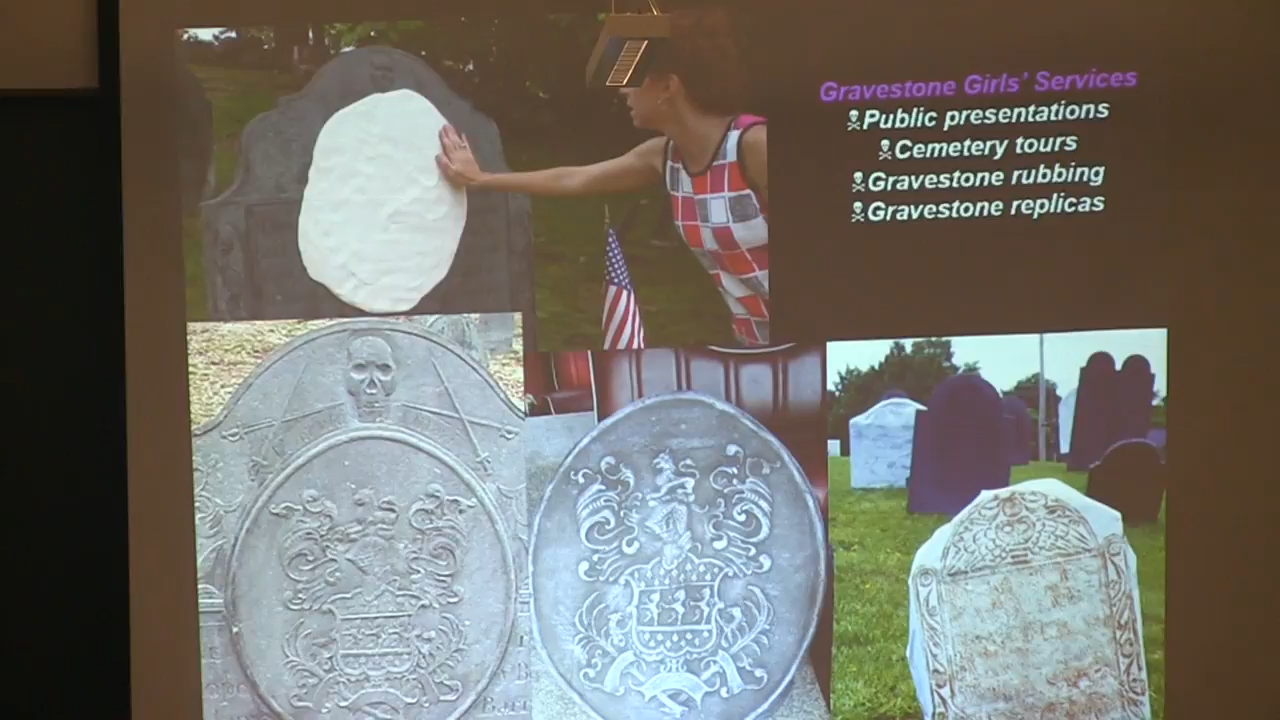 Gravestone Girls' Services
☠Public presentations
☠Cemetery tours
☠Gravestone rubbing
☠Gravestone replicas